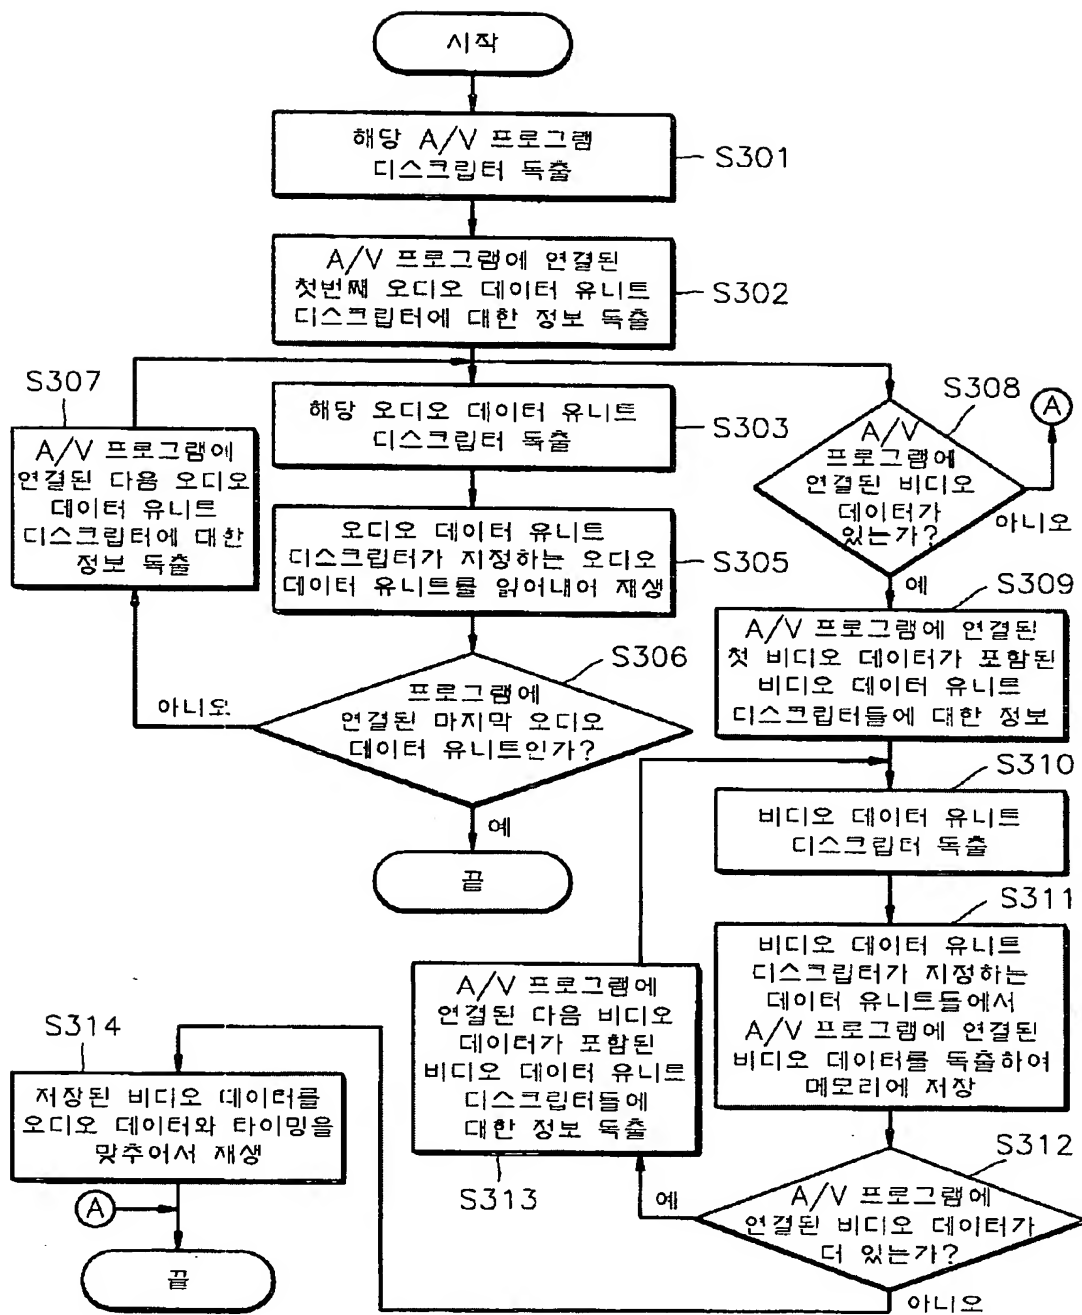 시작
해당 A/V 프로그램
디스크립터 독출
S301
A/V 프로그램에 연결된
첫번째 오디오 데이터 유니트
디스크립터에 대한 정보 독출
S302
S307
A/V 프로그램에
연결된 다음 오디오
데이터 유니트
디스크립터에 대한
정보 독출
해당 오디오 데이터 유니트
디스크립터 독출
S303
S308
A/V
프로그램에
연결된 비디오
데이터가
있는가?
A
아니오
예
오디오 데이터 유니트
디스크립터가 지정하는 오디오
데이터 유니트를 읽어내어 재생
S305
S306
프로그램에
연결된 마지막 오디오
데이터 유니트인가?
아니오
예
끝
S309
A/V 프로그램에 연결된
첫 비디오 데이터가 포함된
비디오 데이터 유니트
디스크립터들에 대한 정보
S310
비디오 데이터 유니트
디스크립터 독출
S311
비디오 데이터 유니트
디스크립터가 지정하는
데이터 유니트들에서
A/V 프로그램에 연결된
비디오 데이터를 독출하여
메모리에 저장
A/V 프로그램에
연결된 다음 비디오
데이터가 포함된
비디오 데이터 유니트
디스크립터들에
대한 정보 독출
S313
S312
A/V 프로그램에
연결된 비디오 데이터가
더 있는가?
예
아니오
S314
저장된 비디오 데이터를
오디오 데이터와 타이밍을
맞추어서 재생
A
끝